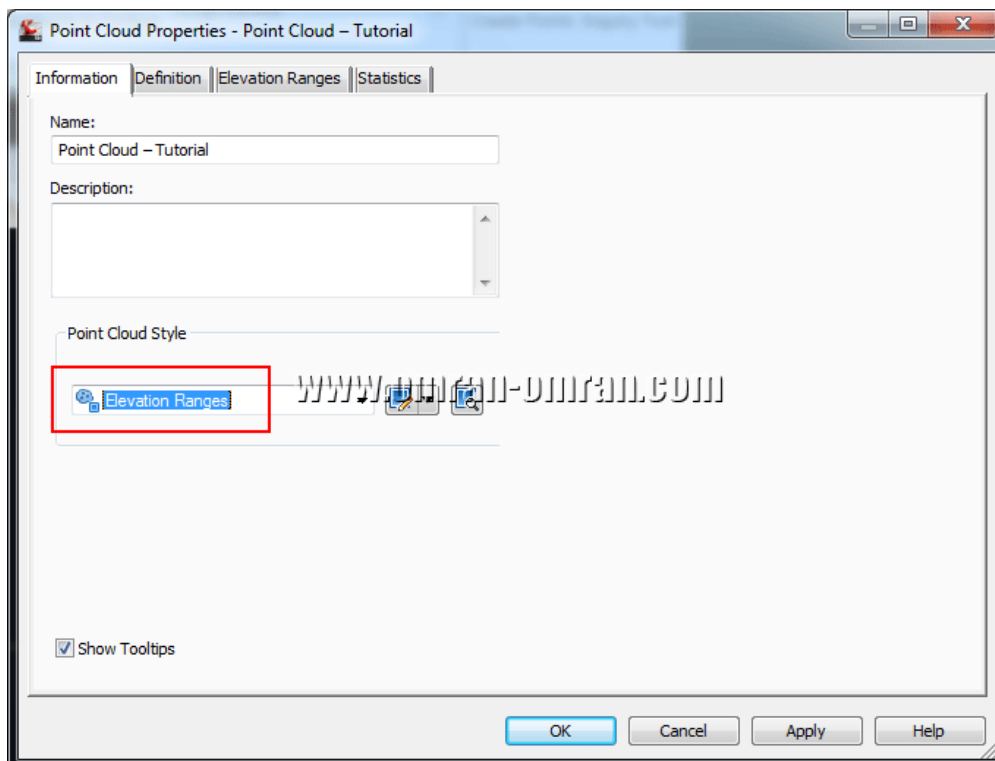 Point Cloud Properties - Point Cloud – Tutorial
Information Definition Elevation Ranges Statistics
Name:
Point Cloud – Tutorial
Description:
Point Cloud Style
Elevation Ranges
www.omran-omran.com
Show Tooltips
OK Cancel Apply Help